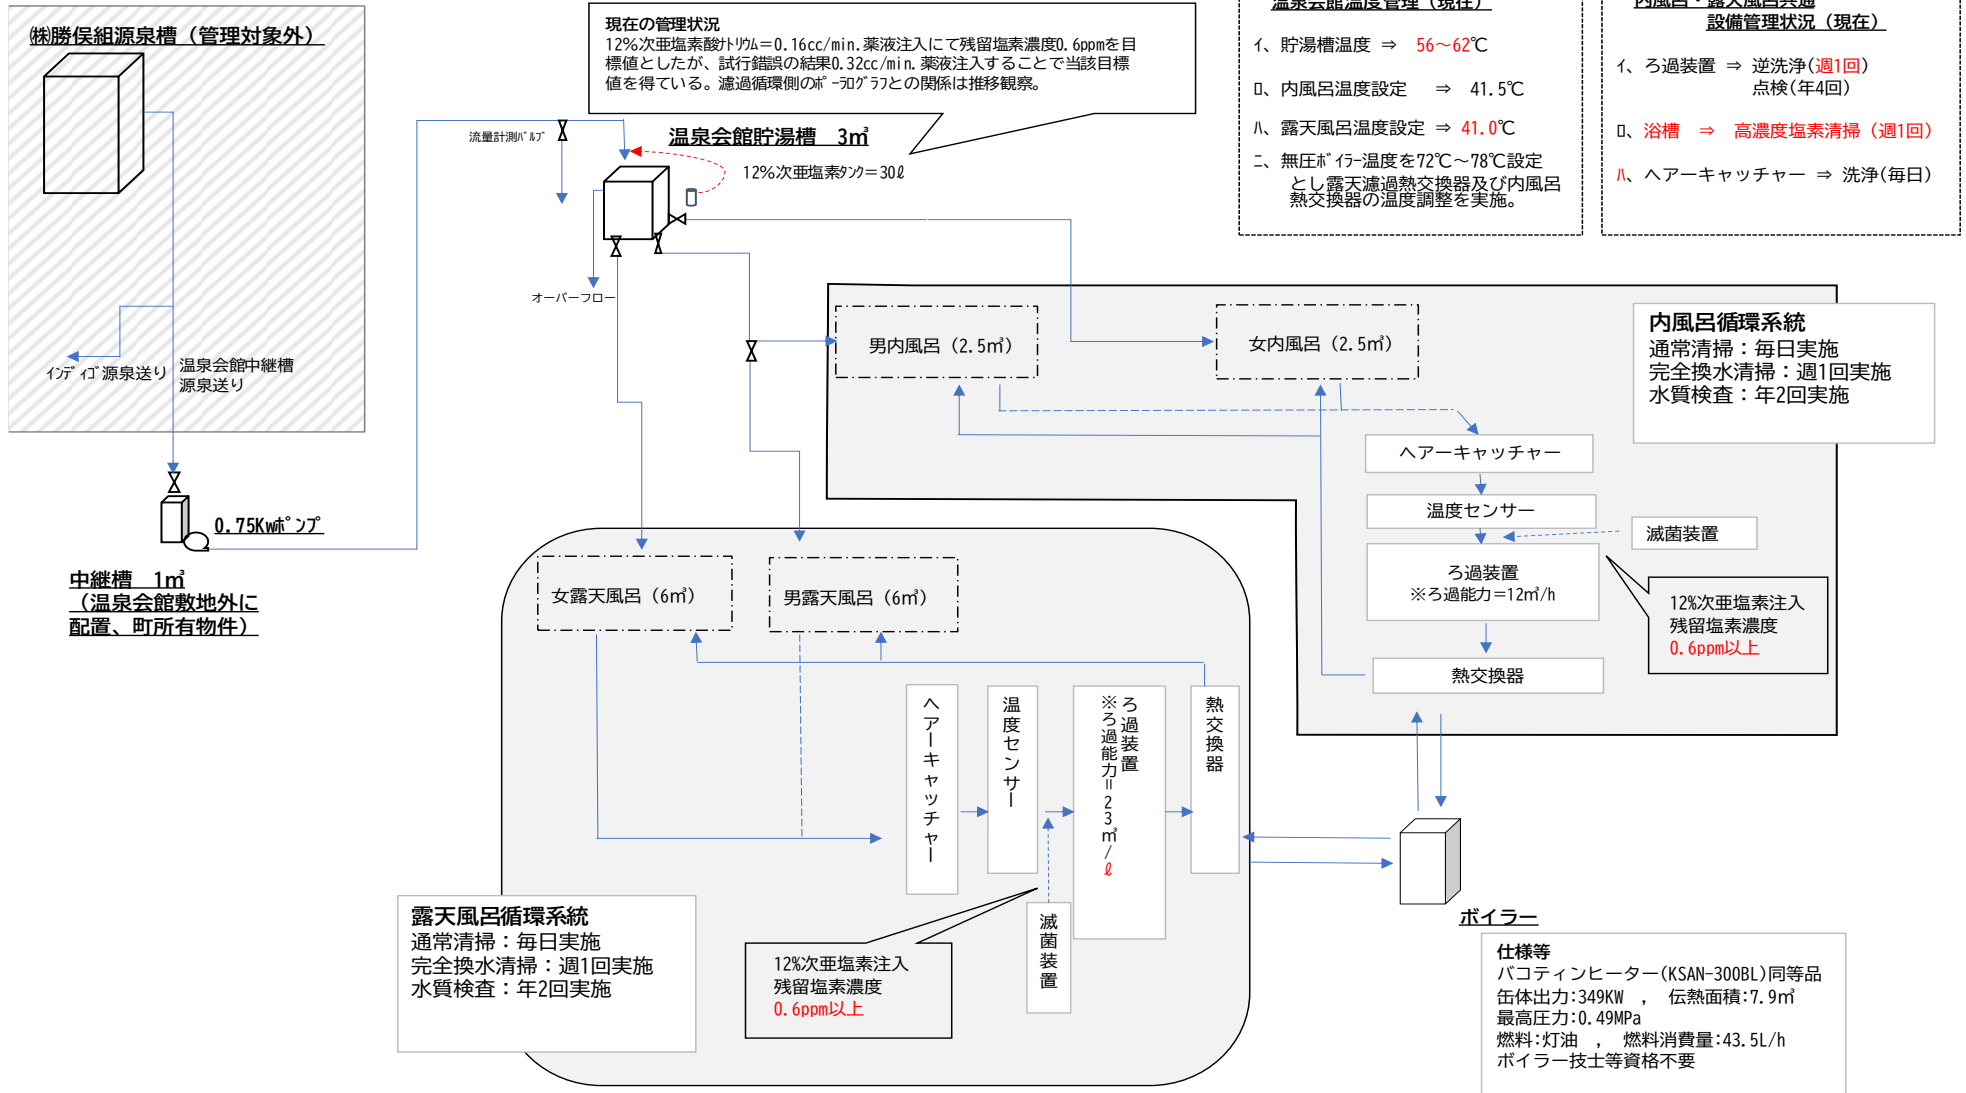 ㈱勝俣組源泉槽（管理対象外）
インディゴ源泉送り
温泉会館中継槽
源泉送り
0.75Kwポンプ
中継槽　1㎥
（温泉会館敷地外に
配置、町所有物件）
現在の管理状況
12%次亜塩素酸ﾅﾄﾘｳﾑ＝0.16cc/min.薬液注入にて残留塩素濃度0.6ppmを目
標値としたが、試行錯誤の結果0.32cc/min.薬液注入することで当該目標
値を得ている。濾過循環側のﾎﾟｰﾗﾛｸﾞﾗﾌとの関係は推移観察。
流量計測ﾊﾞﾙﾌﾞ
温泉会館貯湯槽　3㎥
12%次亜塩素ﾀﾝｸ＝30ℓ
オーバーフロー
温泉会館温度管理（現在）
ｲ、貯湯槽温度 ⇒ 56～62℃
ﾛ、内風呂温度設定 ⇒ 41.5℃
ﾊ、露天風呂温度設定 ⇒ 41.0℃
ﾆ、無圧ﾎﾞｲﾗｰ温度を72℃～78℃設定
とし露天濾過熱交換器及び内風呂
熱交換器の温度調整を実施。
内風呂・露天風呂共通
設備管理状況（現在）
ｲ、ろ過装置 ⇒ 逆洗浄(週1回)
点検(年4回)
ﾛ、浴槽 ⇒ 高濃度塩素清掃（週1回）
ﾊ、ヘアーキャッチャー ⇒ 洗浄(毎日)
男内風呂（2.5㎥）
女内風呂（2.5㎥）
内風呂循環系統
通常清掃：毎日実施
完全換水清掃：週1回実施
水質検査：年2回実施
ヘアーキャッチャー
温度センサー
滅菌装置
ろ過装置
※ろ過能力＝12㎥/h
12%次亜塩素注入
残留塩素濃度
0.6ppm以上
熱交換器
女露天風呂（6㎥）
男露天風呂（6㎥）
ヘアーキャッチャー
温度センサー
ろ過装置
※ろ過能力＝23㎥/ℓ
熱交換器
滅菌装置
12%次亜塩素注入
残留塩素濃度
0.6ppm以上
露天風呂循環系統
通常清掃：毎日実施
完全換水清掃：週1回実施
水質検査：年2回実施
ボイラー
仕様等
バコティンヒーター(KSAN-300BL)同等品
缶体出力:349KW ， 伝熱面積:7.9㎡
最高圧力:0.49MPa
燃料:灯油 ， 燃料消費量:43.5L/h
ボイラー技士等資格不要